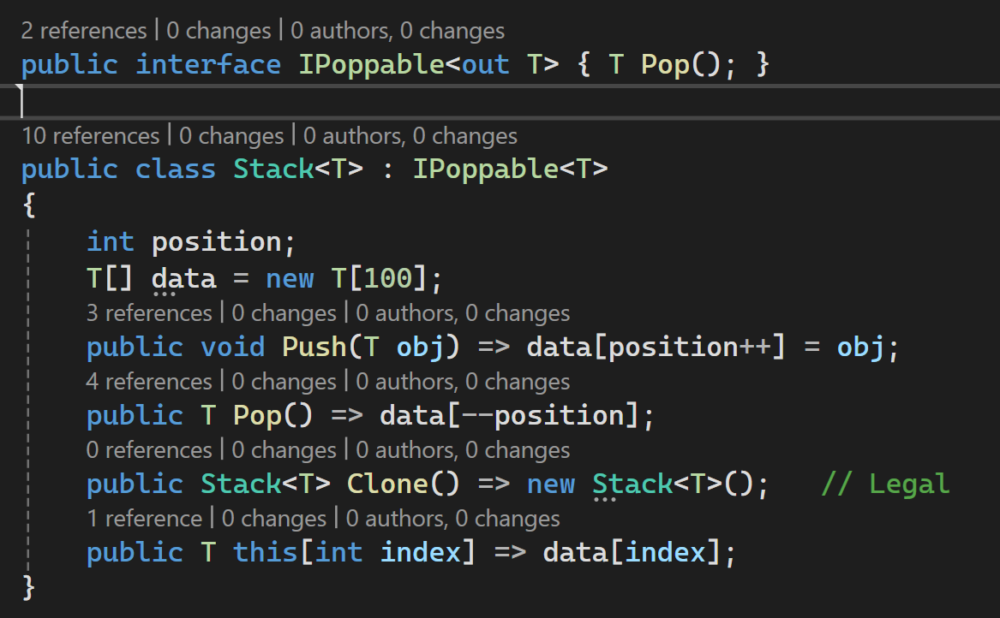 2 references | 0 changes | 0 authors, 0 changes
public interface IPoppable<out T> { T Pop(); }
10 references | 0 changes | 0 authors, 0 changes
public class Stack<T> : IPoppable<T>
{
    int position;
    T[] data = new T[100];
    3 references | 0 changes | 0 authors, 0 changes
    public void Push(T obj) => data[position++] = obj;
    4 references | 0 changes | 0 authors, 0 changes
    public T Pop() => data[--position];
    0 references | 0 changes | 0 authors, 0 changes
    public Stack<T> Clone() => new Stack<T>();   // Legal
    1 reference | 0 changes | 0 authors, 0 changes
    public T this[int index] => data[index];
}